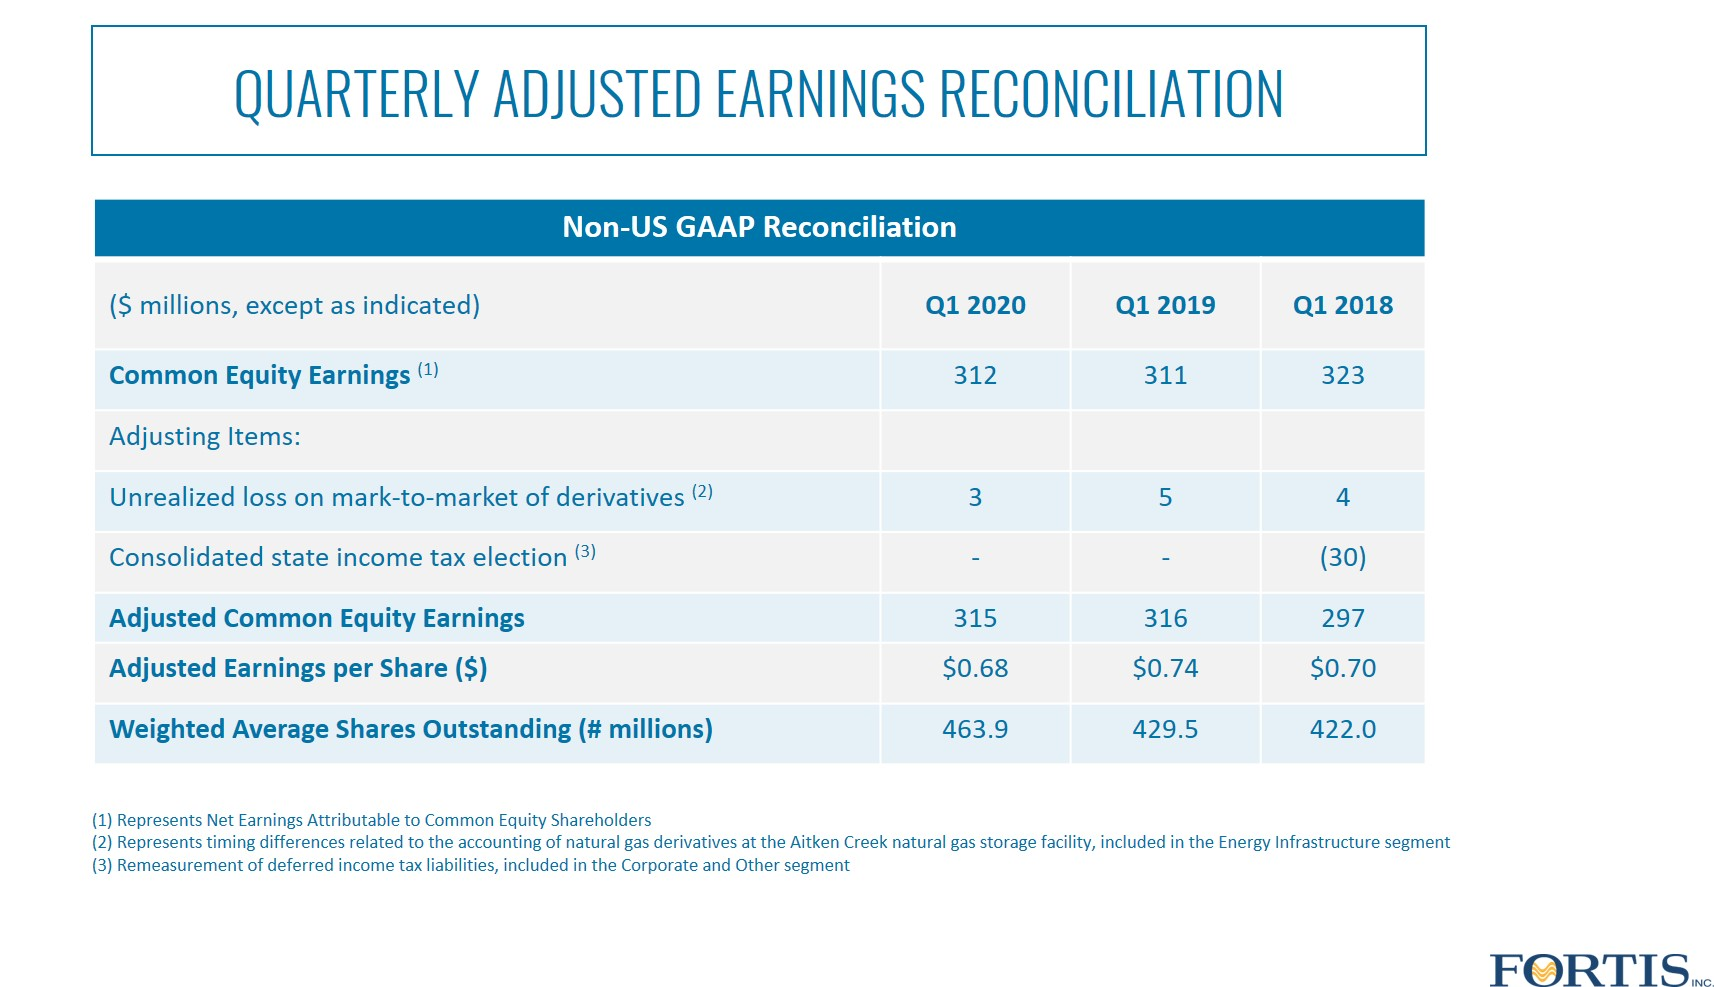 QUARTERLY ADJUSTED EARNINGS RECONCILIATION
Non-US GAAP Reconciliation
($ millions, except as indicated) Q1 2020 Q1 2019 Q1 2018
Common Equity Earnings (1) 312 311 323
Adjusting Items:
Unrealized loss on mark-to-market of derivatives (2) 3 5 4
Consolidated state income tax election (3) - - (30)
Adjusted Common Equity Earnings 315 316 297
Adjusted Earnings per Share ($) $0.68 $0.74 $0.70
Weighted Average Shares Outstanding (# millions) 463.9 429.5 422.0
(1) Represents Net Earnings Attributable to Common Equity Shareholders
(2) Represents timing differences related to the accounting of natural gas derivatives at the Aitken Creek natural gas storage facility, included in the Energy Infrastructure segment
(3) Remeasurement of deferred income tax liabilities, included in the Corporate and Other segment
FORTIS INC.